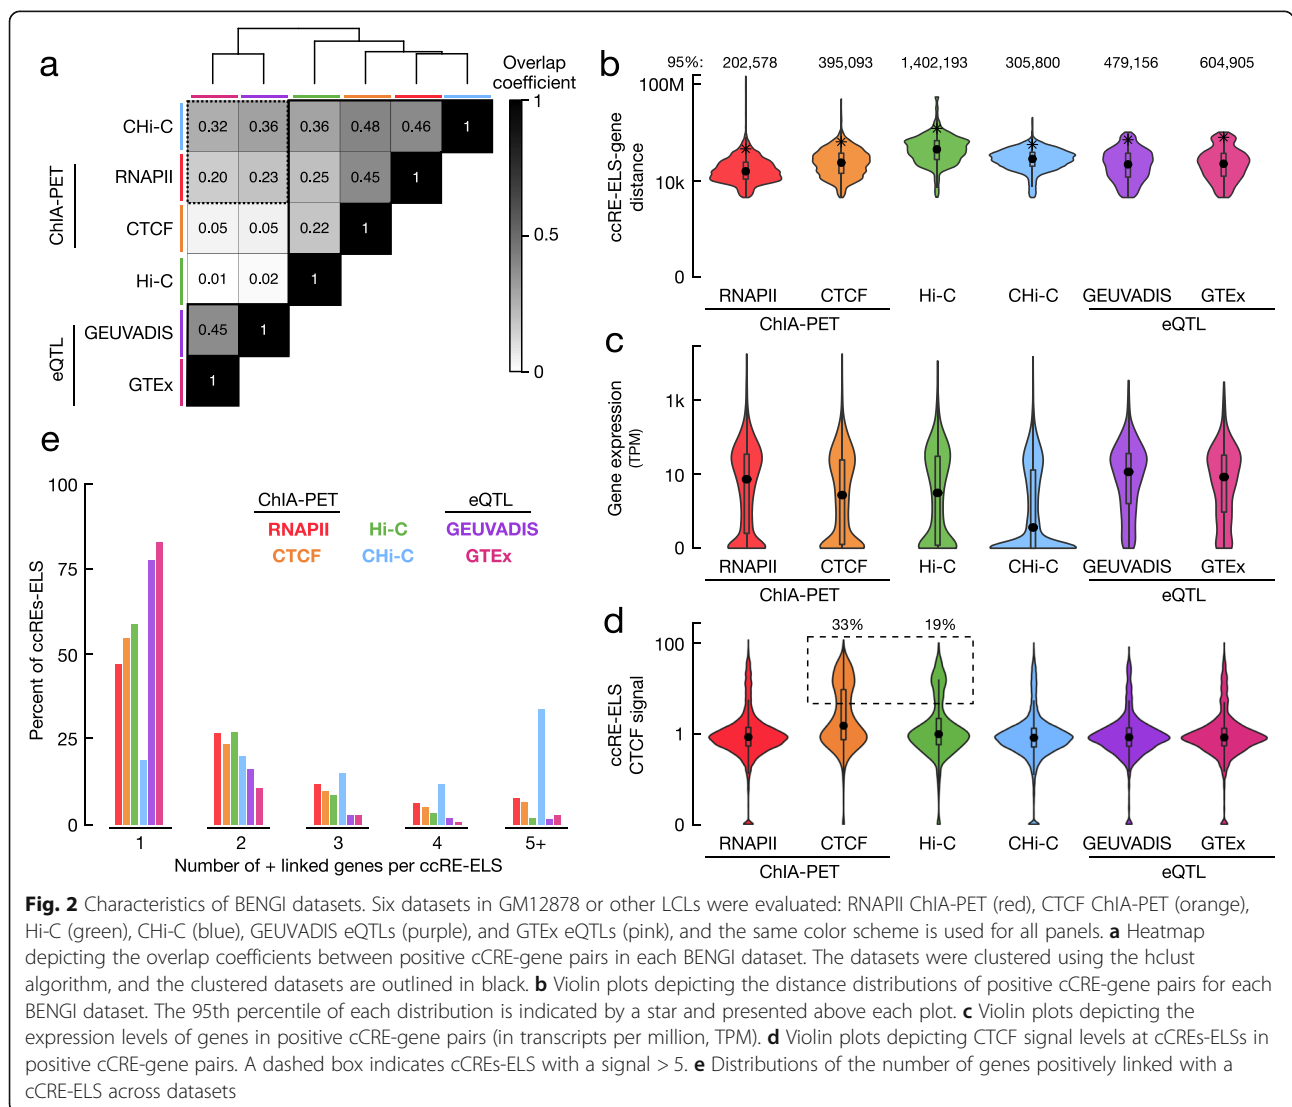 a
Overlap
coefficient
ChIA-PET
eQTL
CHi-C
RNAPII
CTCF
Hi-C
GEUVADIS
GTEx
0.32 0.36 0.36 0.48 0.46 1
0.20 0.23 0.25 0.45 1
0.05 0.05 0.22 1
0.01 0.02 1
0.45 1
1
1
0.5
0
b
95%: 202,578 395,093 1,402,193 305,800 479,156 604,905
ccRE-ELS-gene
distance
100M
10k
0
RNAPII CTCF Hi-C CHi-C GEUVADIS GTEx
ChIA-PET eQTL
c
Gene expression
(TPM)
1k
10
0
RNAPII CTCF Hi-C CHi-C GEUVADIS GTEx
ChIA-PET eQTL
d
33% 19%
ccRE-ELS
CTCF signal
100
1
0
RNAPII CTCF Hi-C CHi-C GEUVADIS GTEx
ChIA-PET eQTL
e
Percent of ccREs-ELS
100
75
50
25
0
ChIA-PET eQTL
RNAPII Hi-C GEUVADIS
CTCF CHi-C GTEx
1 2 3 4 5+
Number of + linked genes per ccRE-ELS
Fig. 2 Characteristics of BENGI datasets. Six datasets in GM12878 or other LCLs were evaluated: RNAPII ChIA-PET (red), CTCF ChIA-PET (orange),
Hi-C (green), CHi-C (blue), GEUVADIS eQTLs (purple), and GTEx eQTLs (pink), and the same color scheme is used for all panels. a Heatmap
depicting the overlap coefficients between positive cCRE-gene pairs in each BENGI dataset. The datasets were clustered using the hclust
algorithm, and the clustered datasets are outlined in black. b Violin plots depicting the distance distributions of positive cCRE-gene pairs for each
BENGI dataset. The 95th percentile of each distribution is indicated by a star and presented above each plot. c Violin plots depicting the
expression levels of genes in positive cCRE-gene pairs (in transcripts per million, TPM). d Violin plots depicting CTCF signal levels at cCREs-ELSs in
positive cCRE-gene pairs. A dashed box indicates cCREs-ELS with a signal > 5. e Distributions of the number of genes positively linked with a
cCRE-ELS across datasets